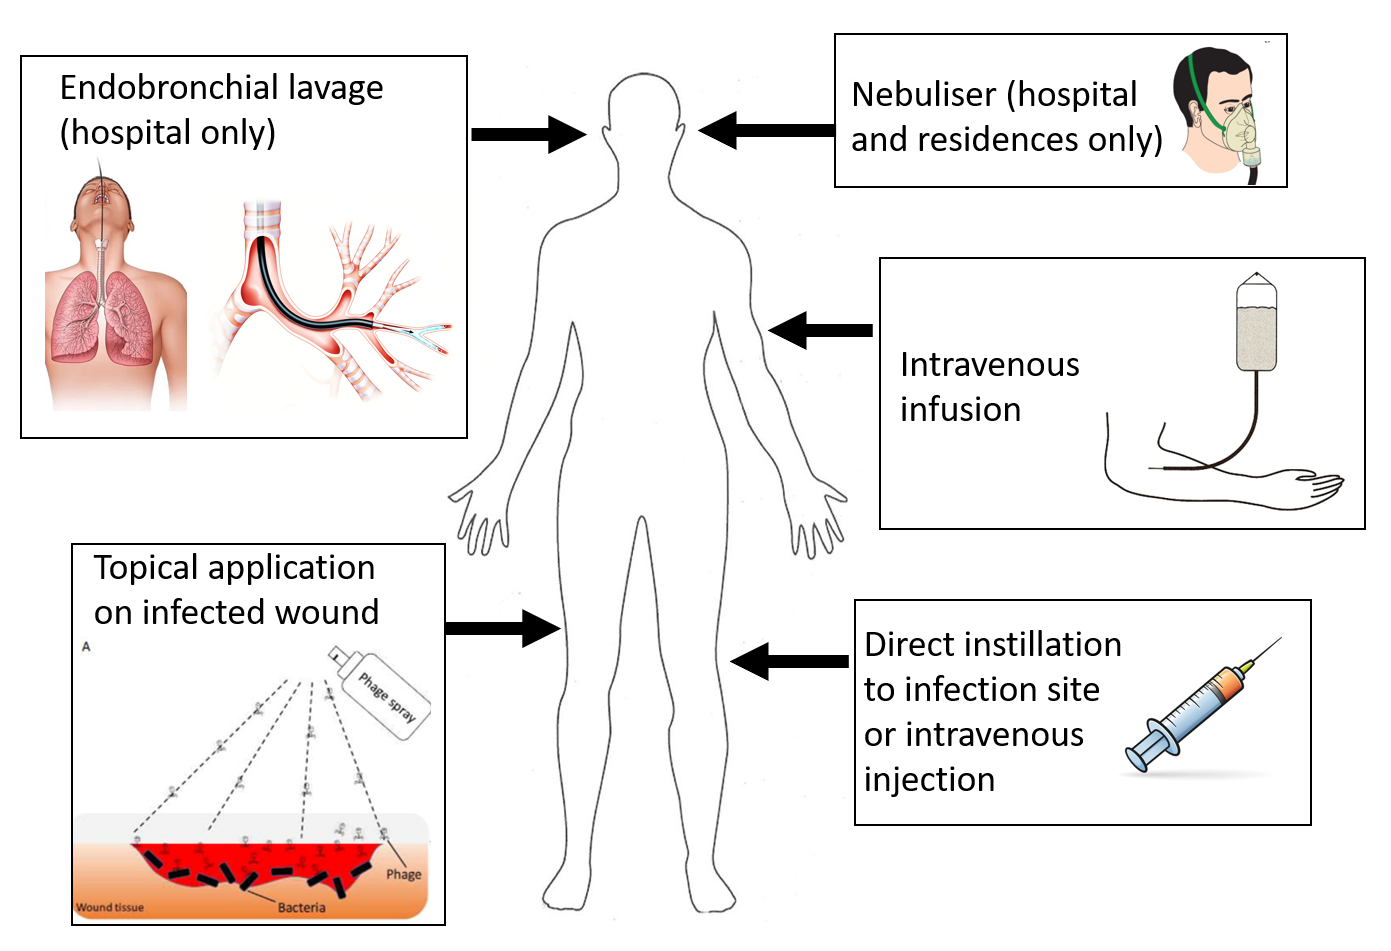 Endobronchial lavage
(hospital only)
Nebuliser (hospital
and residences only)
Intravenous
infusion
Topical application
on infected wound
A
Phage spray
Phage
Bacteria
Wound tissue
Direct instillation
to infection site
or intravenous
injection